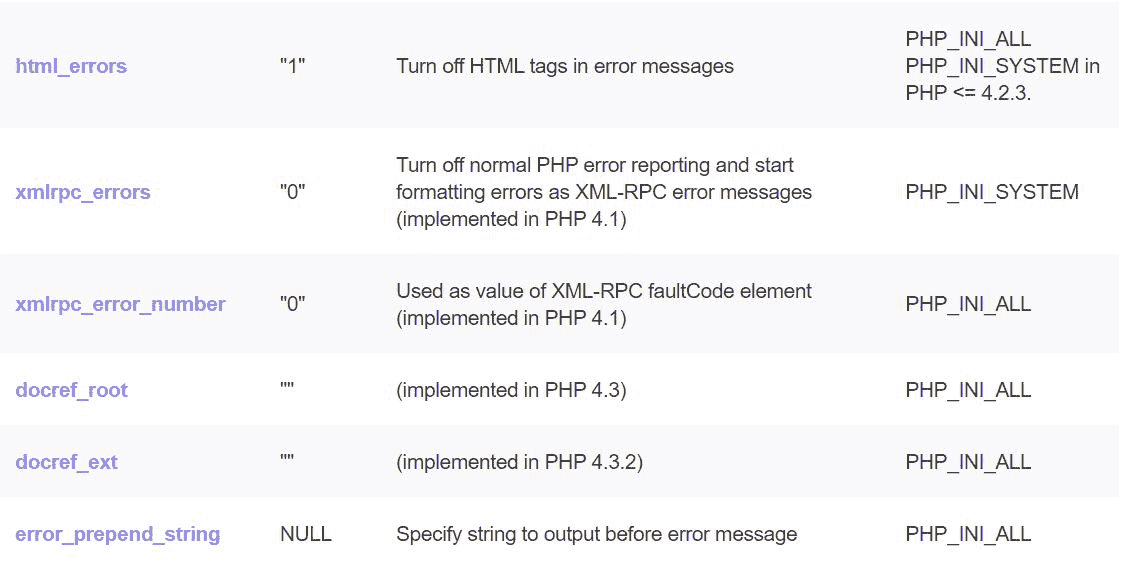 html_errors "1" Turn off HTML tags in error messages PHP_INI_ALL
PHP_INI_SYSTEM in
PHP <= 4.2.3.
xmlrpc_errors "0" Turn off normal PHP error reporting and start
formatting errors as XML-RPC error messages
(implemented in PHP 4.1) PHP_INI_SYSTEM
xmlrpc_error_number "0" Used as value of XML-RPC faultCode element
(implemented in PHP 4.1) PHP_INI_ALL
docref_root "" (implemented in PHP 4.3) PHP_INI_ALL
docref_ext "" (implemented in PHP 4.3.2) PHP_INI_ALL
error_prepend_string NULL Specify string to output before error message PHP_INI_ALL